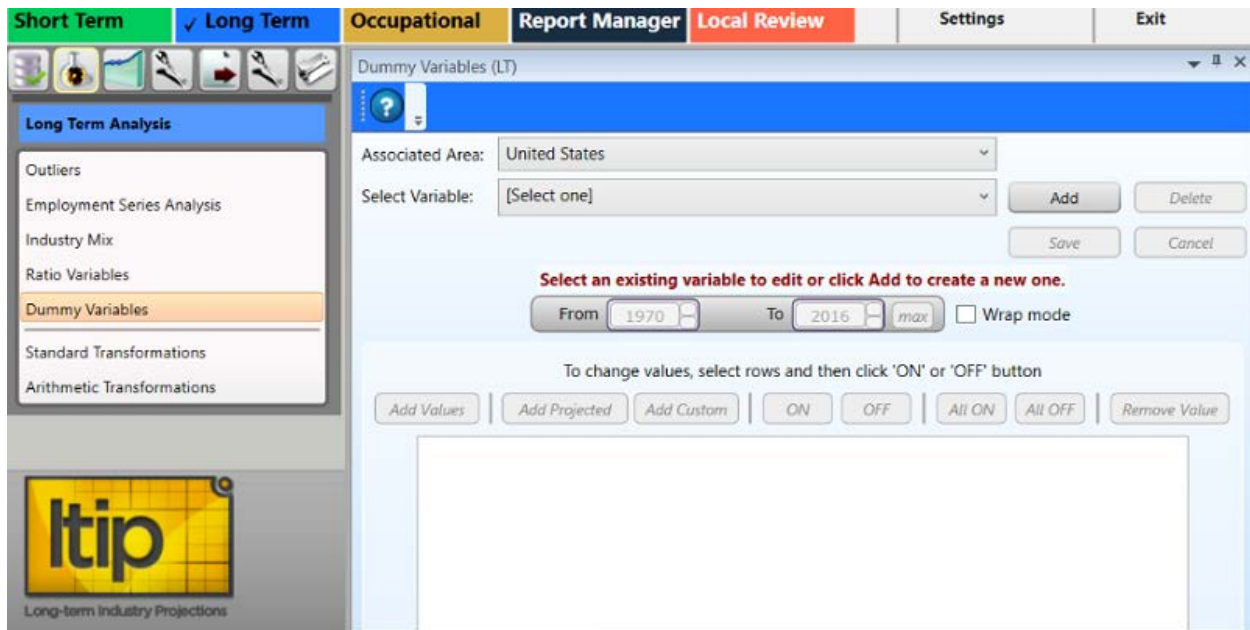 Short Term ✓ Long Term Occupational Report Manager Local Review Settings Exit
Dummy Variables (LT)
Long Term Analysis
Outliers
Employment Series Analysis
Industry Mix
Ratio Variables
Dummy Variables
Standard Transformations
Arithmetic Transformations
ltip
Long-term Industry Projections
?
Associated Area: United States
Select Variable: [Select one] Add Delete
Save Cancel
Select an existing variable to edit or click Add to create a new one.
From 1970 To 2016 max Wrap mode
To change values, select rows and then click 'ON' or 'OFF' button
Add Values Add Projected Add Custom ON OFF All ON All OFF Remove Value